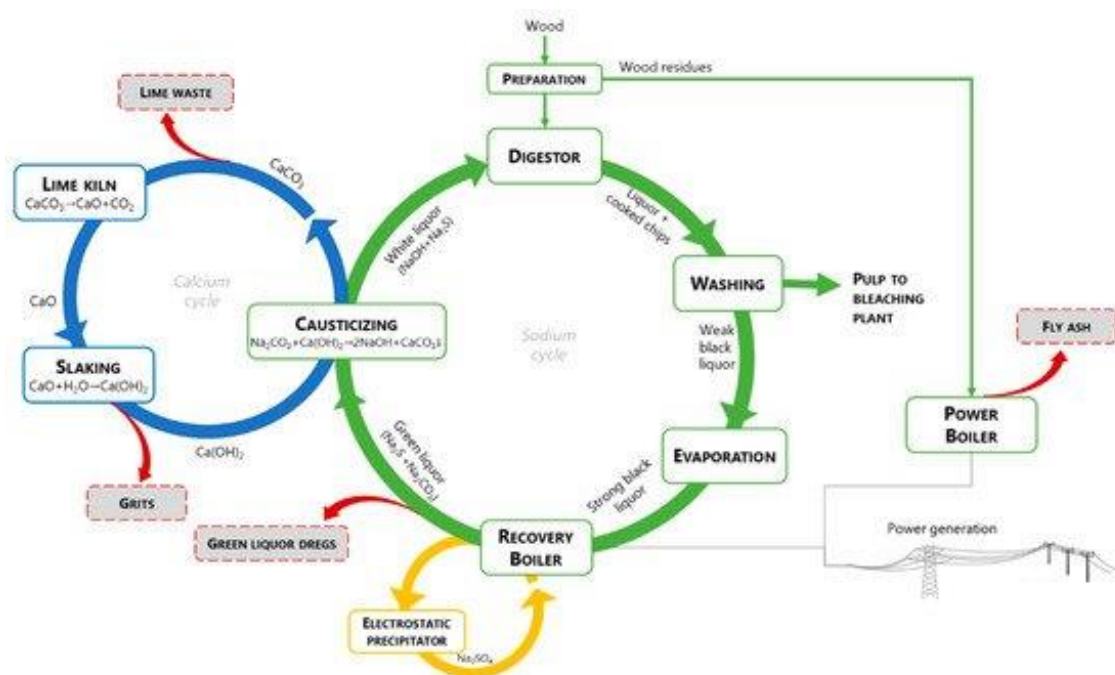 Wood
PREPARATION
Wood residues
LIME WASTE
DIGESTOR
CaCO₃
LIME KILN
CaCO₃→CaO+CO₂
White liquor
(NaOH+Na₂S)
Liquor +
cooked chips
Calcium
cycle
WASHING
PULP TO
BLEACHING
PLANT
CaO
CAUSTICIZING
Na₂CO₃+Ca(OH)₂→2NaOH+CaCO₃↓
Sodium
cycle
Weak
black
liquor
FLY ASH
SLAKING
CaO+H₂O→Ca(OH)₂
POWER
BOILER
Ca(OH)₂
Green liquor
(Na₂S+Na₂CO₃)
EVAPORATION
Strong black
liquor
GRITS
GREEN LIQUOR DREGS
RECOVERY
BOILER
Power generation
ELECTROSTATIC
PRECIPITATOR
Na₂SO₄